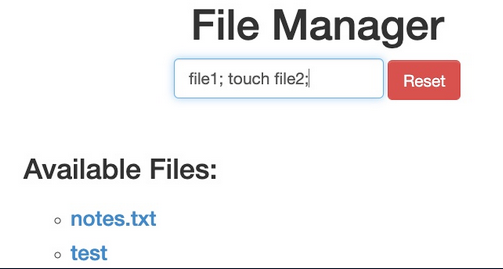 File Manager
file1; touch file2;
Reset
Available Files:
notes.txt
test